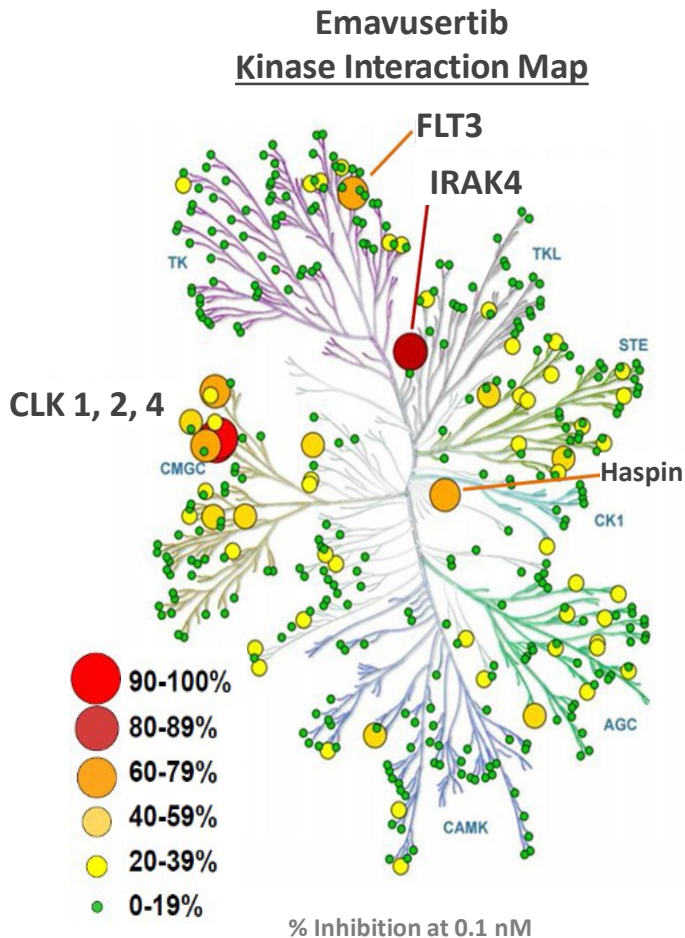 Emavusertib
Kinase Interaction Map
FLT3
IRAK4
TK
TKL
STE
CLK 1, 2, 4
CMGC
Haspin
CK1
90-100%
80-89%
60-79%
40-59%
20-39%
0-19%
AGC
CAMK
% Inhibition at 0.1 nM